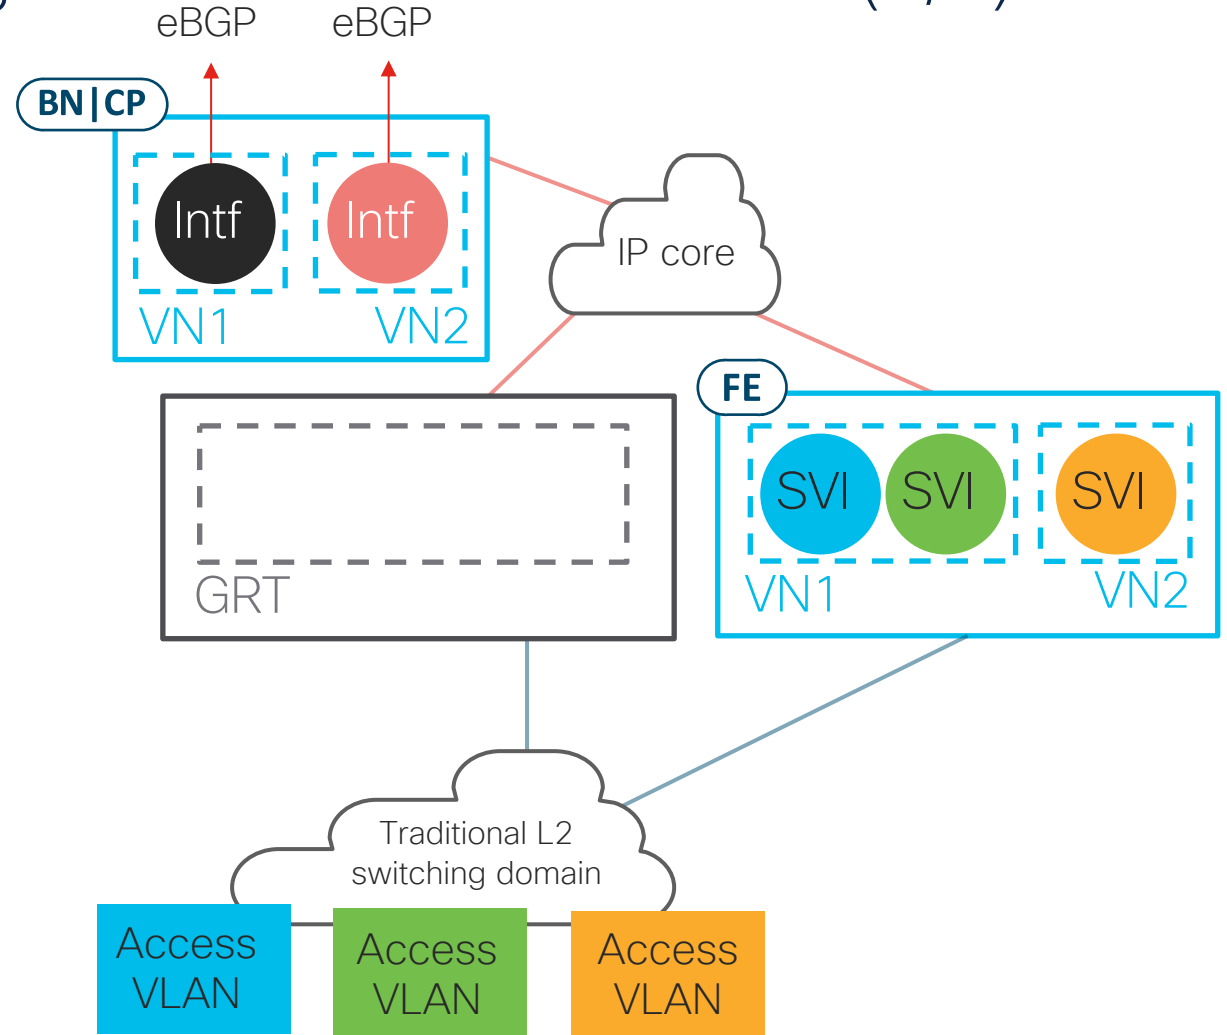 eBGP
eBGP
BN|CP
Intf
Intf
VN1
VN2
IP core
FE
SVI
SVI
SVI
VN1
VN2
GRT
Traditional L2
switching domain
Access
VLAN
Access
VLAN
Access
VLAN